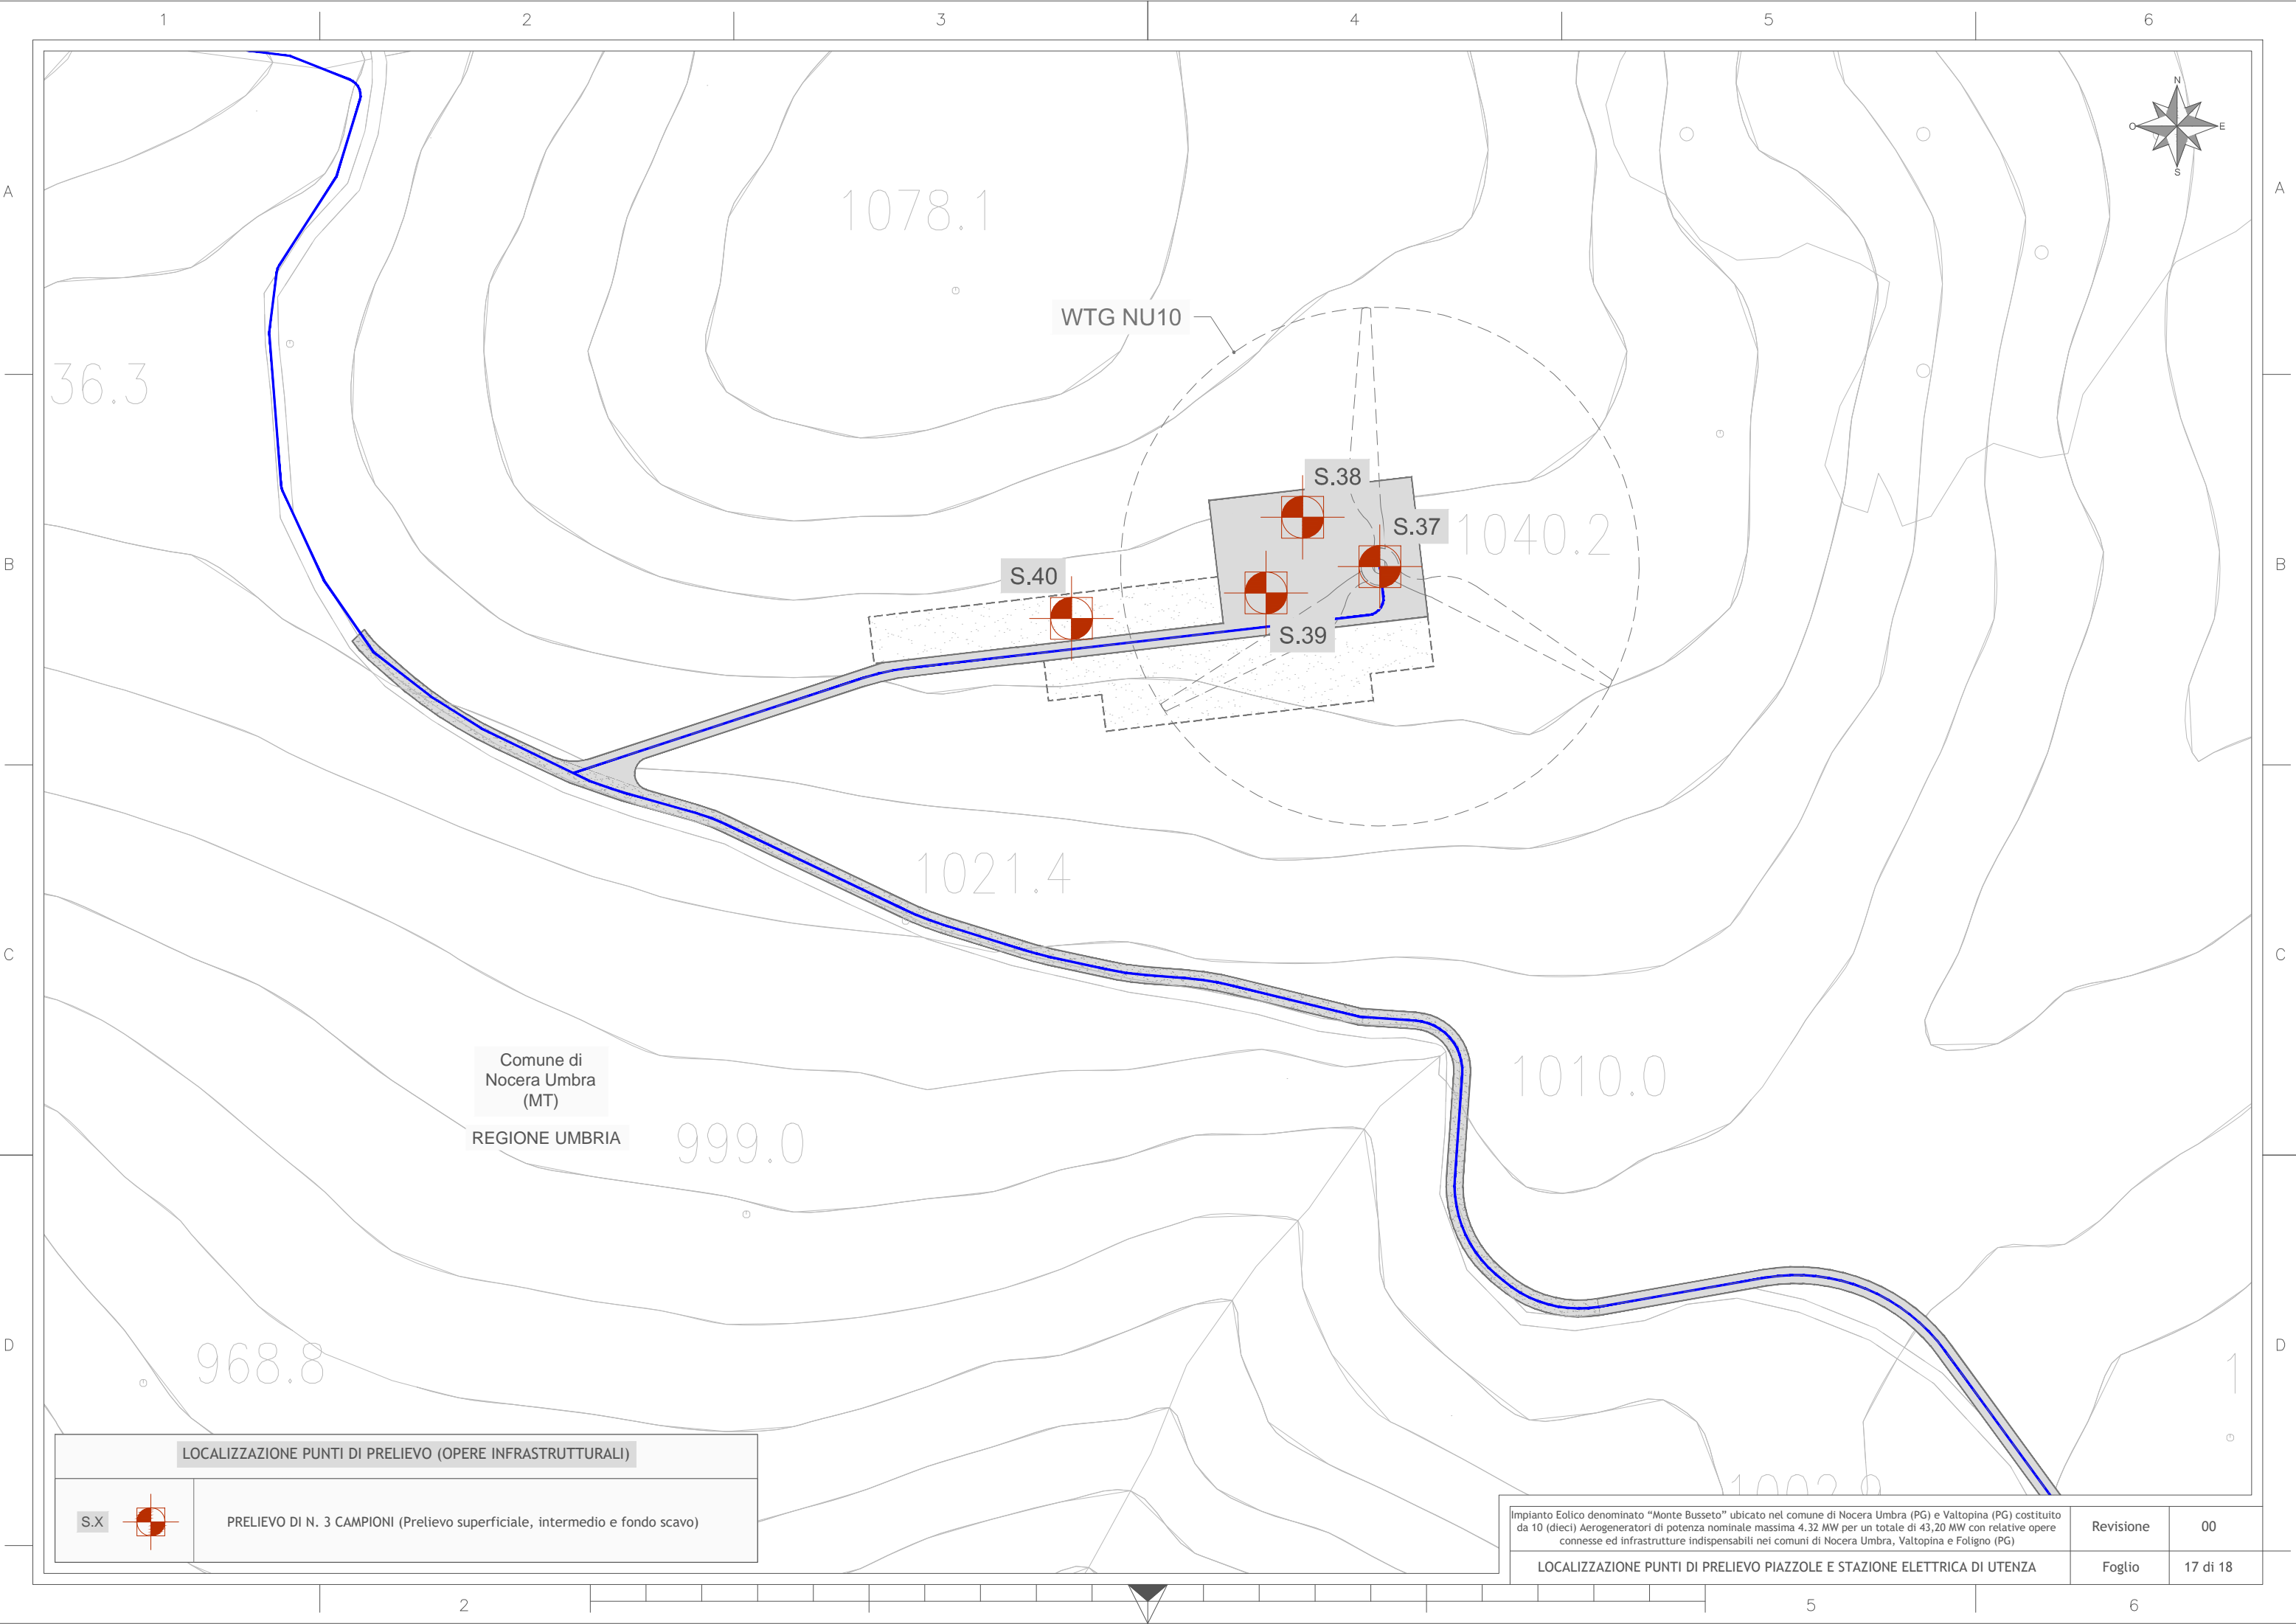 1 2 3 4 5 6
N
O E
S
A A
1078.1
WTG NU10
36.3
S.38
S.37
1040.2
B B
S.40
S.39
1021.4
C C
Comune di
Nocera Umbra
(MT)
REGIONE UMBRIA
999.0
1010.0
968.8
D D
1
LOCALIZZAZIONE PUNTI DI PRELIEVO (OPERE INFRASTRUTTURALI)
S.X PRELIEVO DI N. 3 CAMPIONI (Prelievo superficiale, intermedio e fondo scavo)
Impianto Eolico denominato “Monte Busseto” ubicato nel comune di Nocera Umbra (PG) e Valtopina (PG) costituito
da 10 (dieci) Aerogeneratori di potenza nominale massima 4.32 MW per un totale di 43,20 MW con relative opere
connesse ed infrastrutture indispensabili nei comuni di Nocera Umbra, Valtopina e Foligno (PG)
Revisione 00
LOCALIZZAZIONE PUNTI DI PRELIEVO PIAZZOLE E STAZIONE ELETTRICA DI UTENZA
Foglio 17 di 18
2 5 6